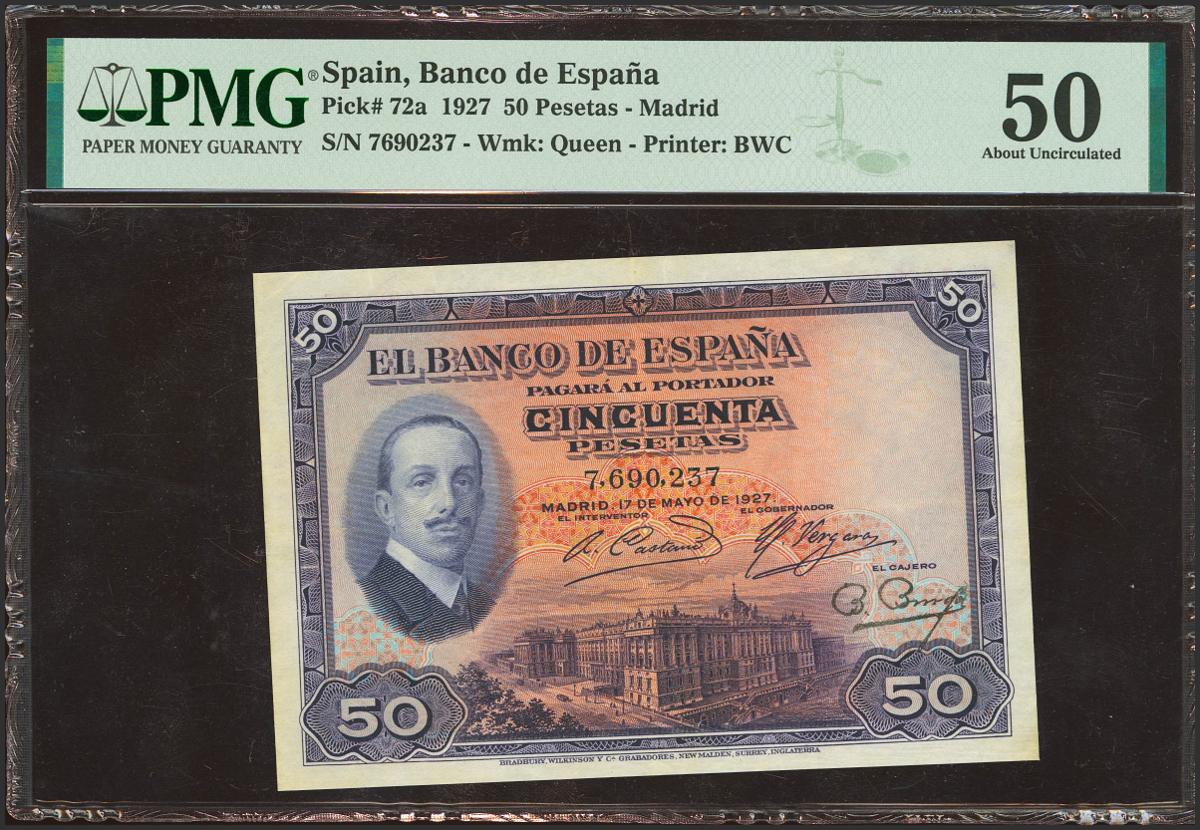 PMG®
PAPER MONEY GUARANTY
Spain, Banco de España
Pick# 72a 1927 50 Pesetas - Madrid
S/N 7690237 - Wmk: Queen - Printer: BWC
50
About Uncirculated
50
50
EL BANCO DE ESPAÑA
PAGARÁ AL PORTADOR
CINCUENTA
PESETAS
7,690,237
MADRID, 17 DE MAYO DE 1927
EL INTERVENTOR
EL GOBERNADOR
EL CAJERO
50
50
BRADBURY, WILKINSON Y Cª GRABADORES, NEW MALDEN, SURREY, INGLATERRA